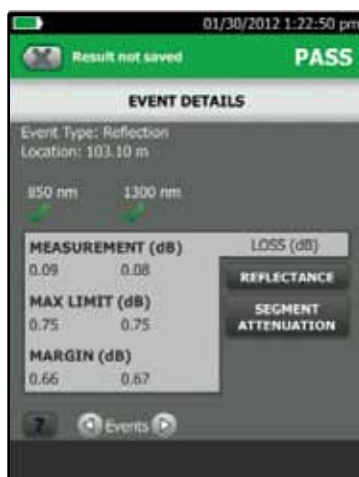 01/30/2012 1:22:50 pm
Result not saved
PASS
EVENT DETAILS
Event Type: Reflection
Location: 103.10 m
850 nm 1300 nm
MEASUREMENT (dB)
LOSS (dB)
0.09 0.08
REFLECTANCE
MAX LIMIT (dB)
SEGMENT
ATTENUATION
0.75 0.75
MARGIN (dB)
0.66 0.67
? Events